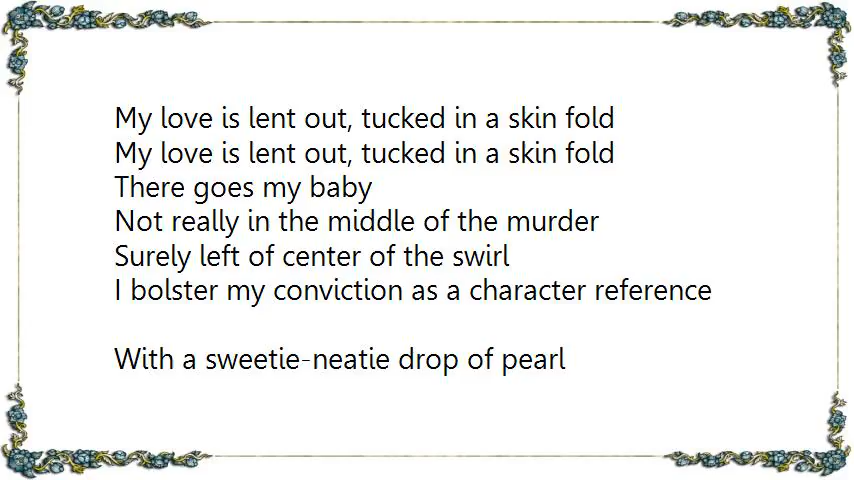 My love is lent out, tucked in a skin fold
My love is lent out, tucked in a skin fold
There goes my baby
Not really in the middle of the murder
Surely left of center of the swirl
I bolster my conviction as a character reference
With a sweetie-neatie drop of pearl